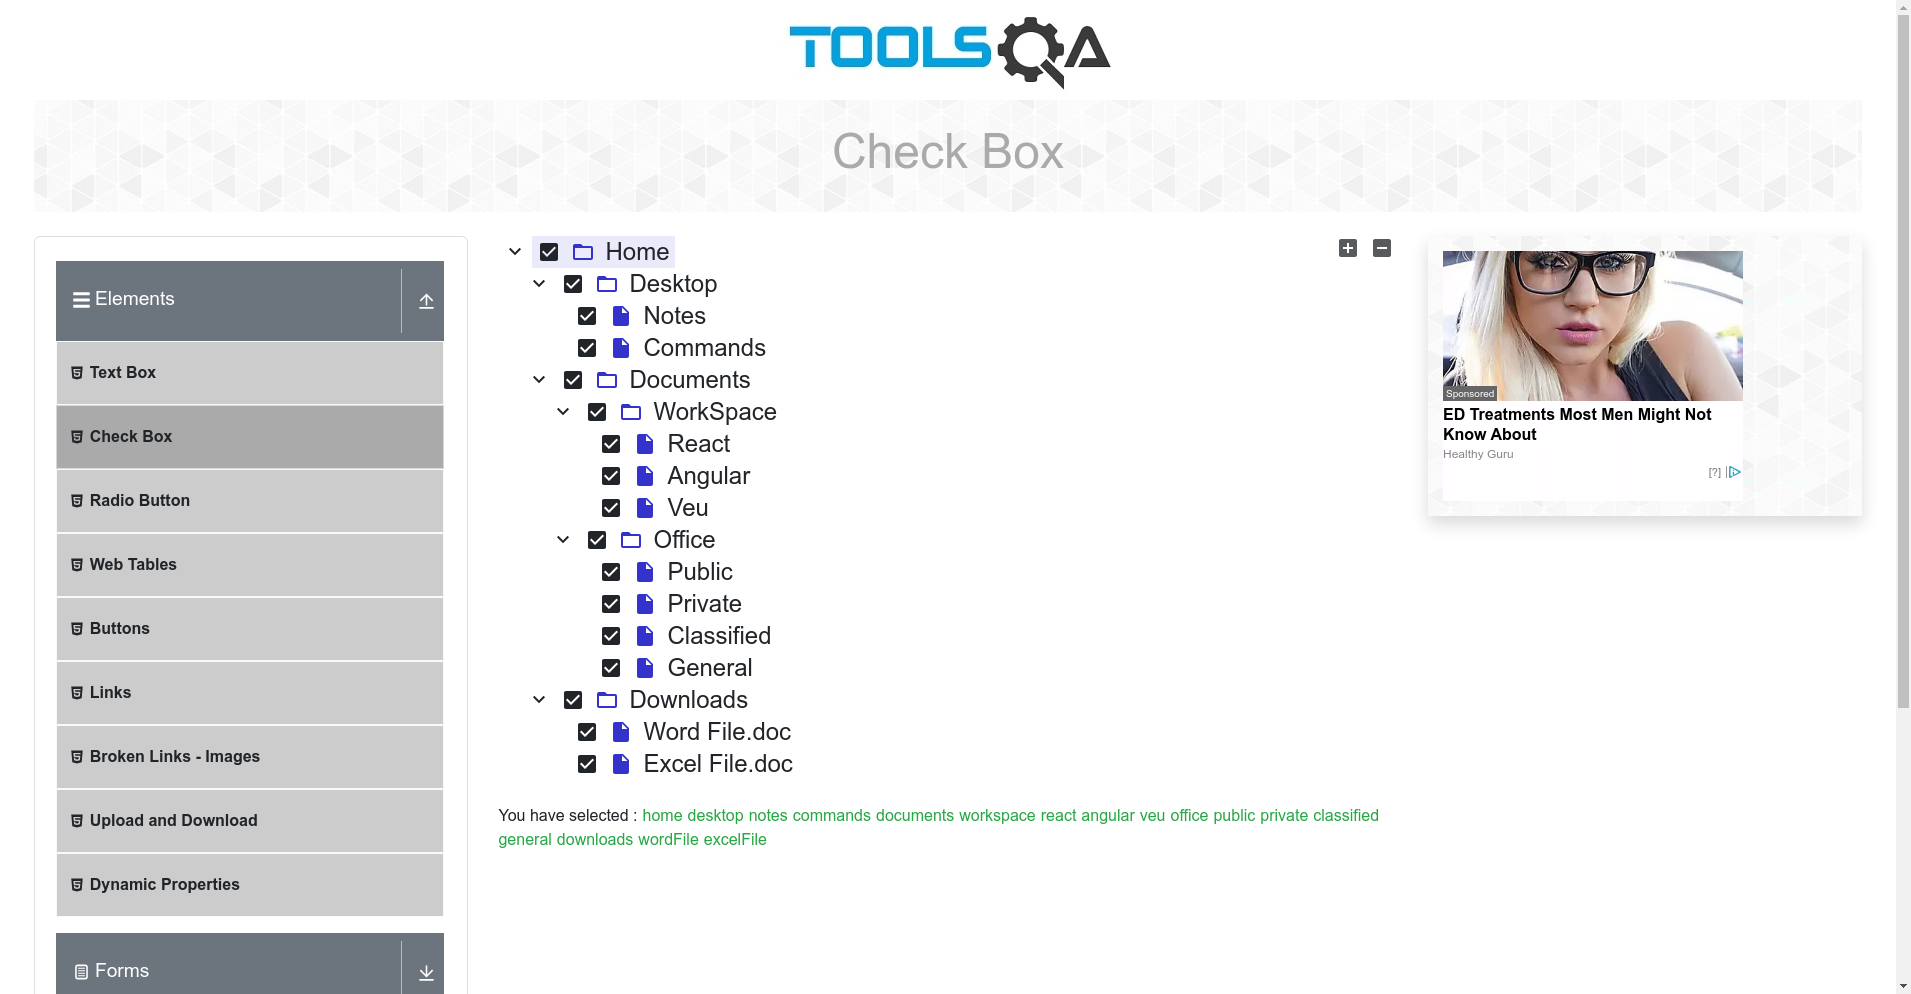 TOOLSQA
Check Box
Elements
Text Box
Check Box
Radio Button
Web Tables
Buttons
Links
Broken Links - Images
Upload and Download
Dynamic Properties
Forms
Home
Desktop
Notes
Commands
Documents
WorkSpace
React
Angular
Veu
Office
Public
Private
Classified
General
Downloads
Word File.doc
Excel File.doc
You have selected : home desktop notes commands documents workspace react angular veu office public private classified
general downloads wordFile excelFile
Sponsored
ED Treatments Most Men Might Not
Know About
Healthy Guru
[?]